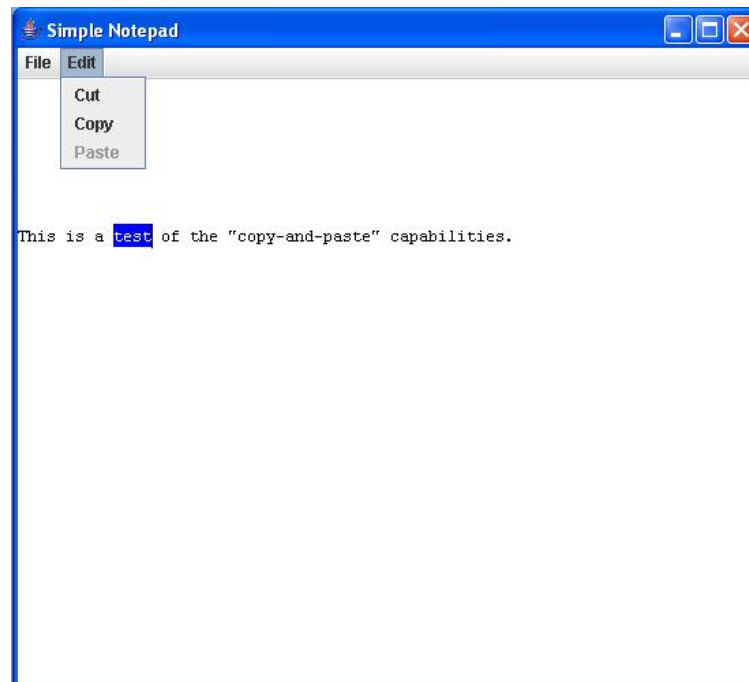 Simple Notepad
File Edit
Cut
Copy
Paste
This is a test of the "copy-and-paste" capabilities.